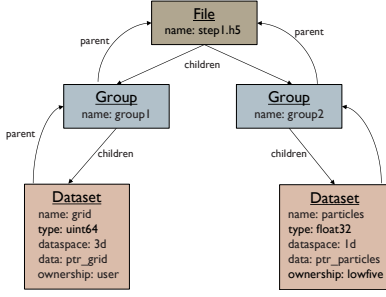 File
name: step1.h5
parent
parent
children
Group
name: group1
Group
name: group2
parent
children
children
Dataset
name: grid
type: uint64
dataspace: 3d
data: ptr_grid
ownership: user
Dataset
name: particles
type: float32
dataspace: 1d
data: ptr_particles
ownership: lowfive